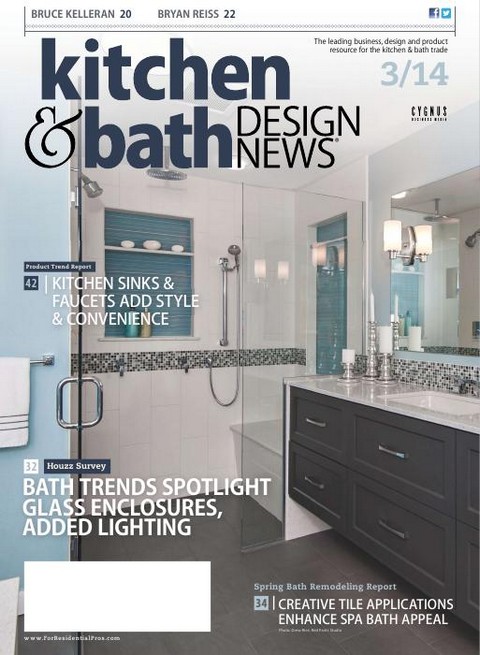 BRUCE KELLERAN 20 BRYAN REISS 22
The leading business, design and product
resource for the kitchen & bath trade
3/14
kitchen
& bath DESIGN
NEWS
CYGNUS
BUSINESS MEDIA
Product Trend Report
42 KITCHEN SINKS &
FAUCETS ADD STYLE
& CONVENIENCE
32 Houzz Survey
BATH TRENDS SPOTLIGHT
GLASS ENCLOSURES,
ADDED LIGHTING
Spring Bath Remodeling Report
34 CREATIVE TILE APPLICATIONS
ENHANCE SPA BATH APPEAL
www.ForResidentialPros.com